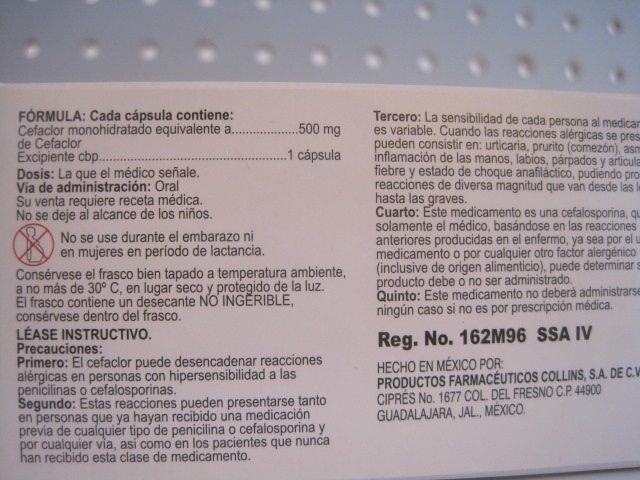 FÓRMULA: Cada cápsula contiene:
Cefaclor monohidratado equivalente a...................500 mg
de Cefaclor
Excipiente cbp..............................................1 cápsula
Dosis: La que el médico señale.
Vía de administración: Oral
Su venta requiere receta médica.
No se deje al alcance de los niños.
No se use durante el embarazo ni
en mujeres en período de lactancia.
Consérvese el frasco bien tapado a temperatura ambiente,
a no más de 30º C, en lugar seco y protegido de la luz.
El frasco contiene un desecante NO INGERIBLE,
consérvese dentro del frasco.
LÉASE INSTRUCTIVO.
Precauciones:
Primero: El cefaclor puede desencadenar reacciones
alérgicas en personas con hipersensibilidad a las
penicilinas o cefalosporinas.
Segundo: Estas reacciones pueden presentarse tanto
en personas que ya hayan recibido una medicación
previa de cualquier tipo de penicilina o cefalosporina y
por cualquier vía, asi como en los pacientes que nunca
han recibido esta clase de medicamento.
Tercero: La sensibilidad de cada persona al medicam
es variable. Cuando las reacciones alérgicas se pres
pueden consistir en: urticaria, prurito (comezón), asm
inflamación de las manos, labios, párpados y articula
fiebre y estado de choque anafiláctico, pudiendo pro
reacciones de diversa magnitud que van desde las l
hasta las graves.
Cuarto: Este medicamento es una cefalosporina, qu
solamente el médico, basándose en las reacciones
anteriores producidas en el enfermo, ya sea por el u
medicamento o por cualquier otro factor alergénico
(inclusive de origen alimenticio), puede determinar s
producto debe o no ser administrado.
Quinto: Este medicamento no deberá administrarse
ningún caso si no es por prescripción médica.
Reg. No. 162M96 SSA IV
HECHO EN MÉXICO POR:
PRODUCTOS FARMACÉUTICOS COLLINS, S.A. DE C.V
CIPRÉS No. 1677 COL. DEL FRESNO C.P. 44900
GUADALAJARA, JAL., MÉXICO.